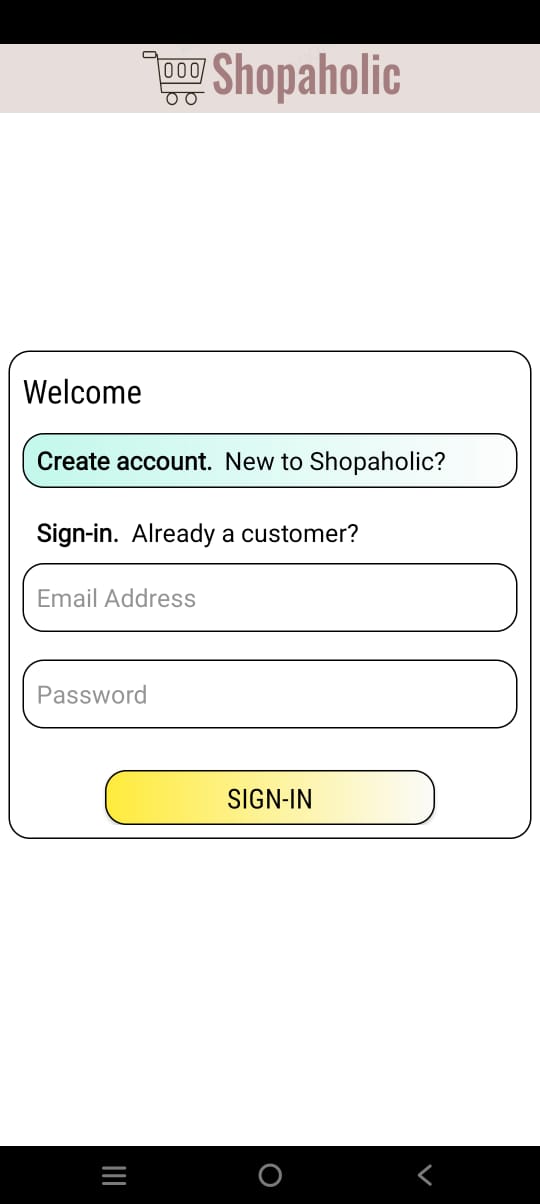 Shopaholic
Welcome
Create account. New to Shopaholic?
Sign-in. Already a customer?
Email Address
Password
SIGN-IN